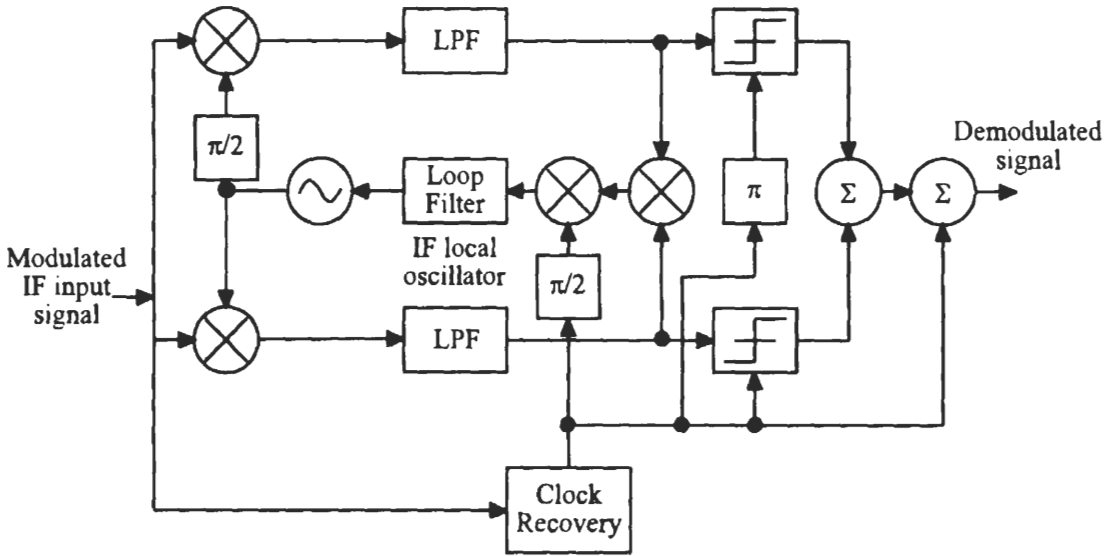 LPF
π/2
Demodulated
signal
Loop
Filter
π
Σ
Σ
IF local
oscillator
Modulated
IF input
signal
π/2
LPF
Clock
Recovery